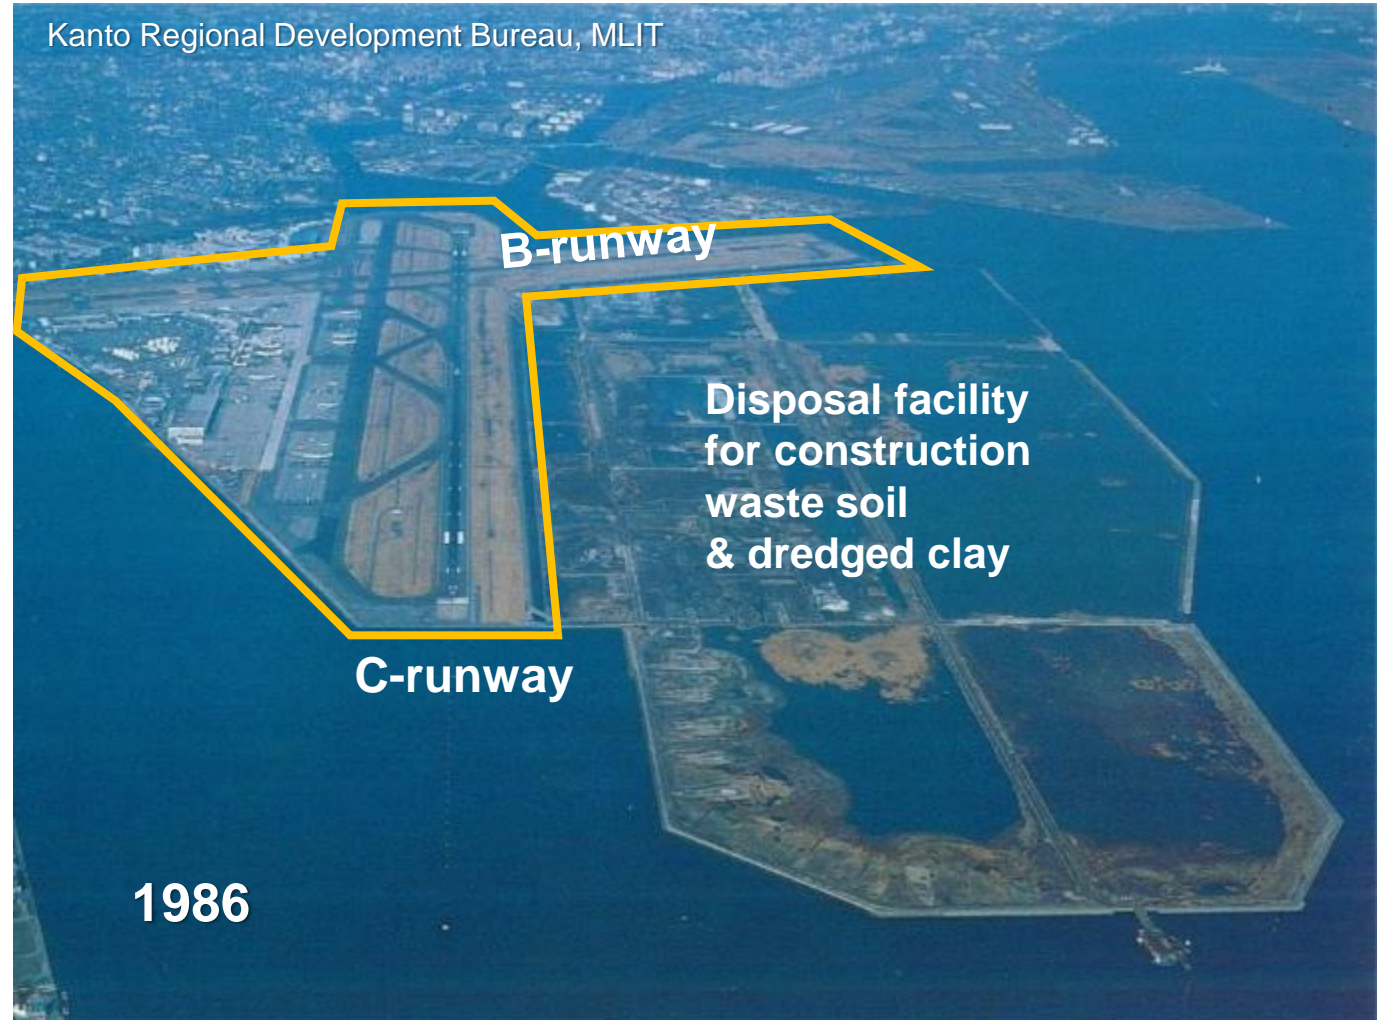 Kanto Regional Development Bureau, MLIT
B-runway
Disposal facility
for construction
waste soil
& dredged clay
C-runway
1986